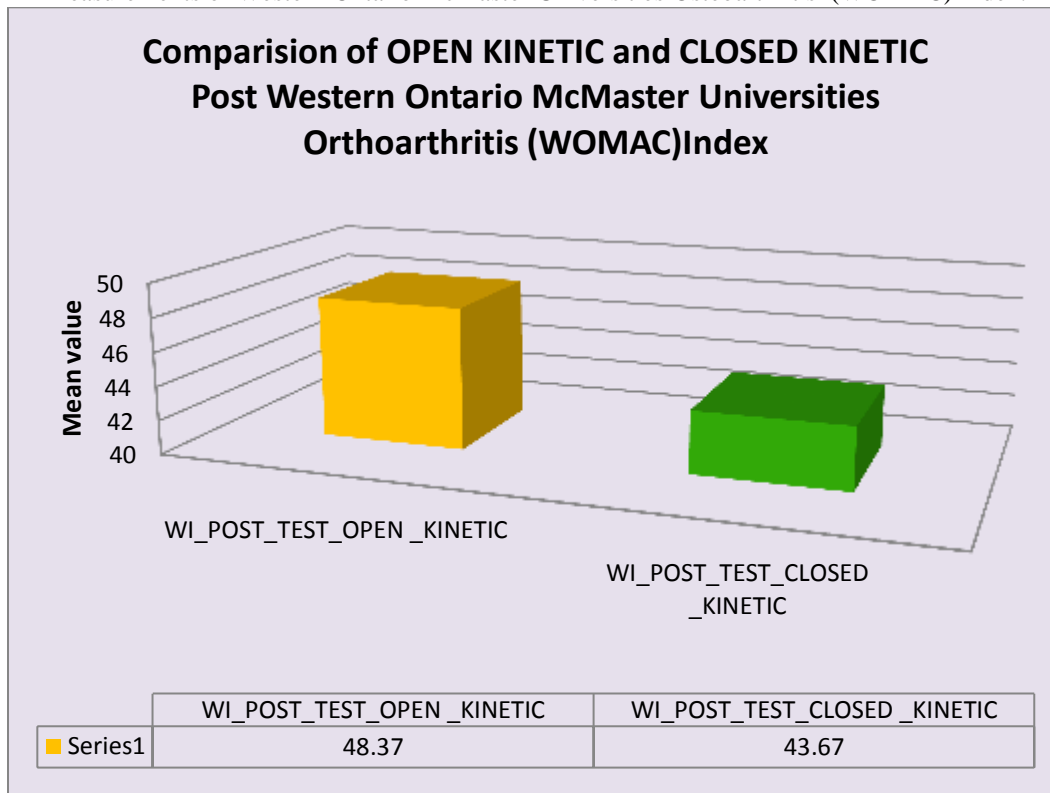 Comparision of OPEN KINETIC and CLOSED KINETIC
Post Western Ontario McMaster Universities
Orthoarthritis (WOMAC)Index
50
48
46
44
42
40
Mean value
WI_POST_TEST_OPEN _KINETIC
WI_POST_TEST_CLOSED
_KINETIC
WI_POST_TEST_OPEN _KINETIC WI_POST_TEST_CLOSED _KINETIC
Series1 48.37 43.67